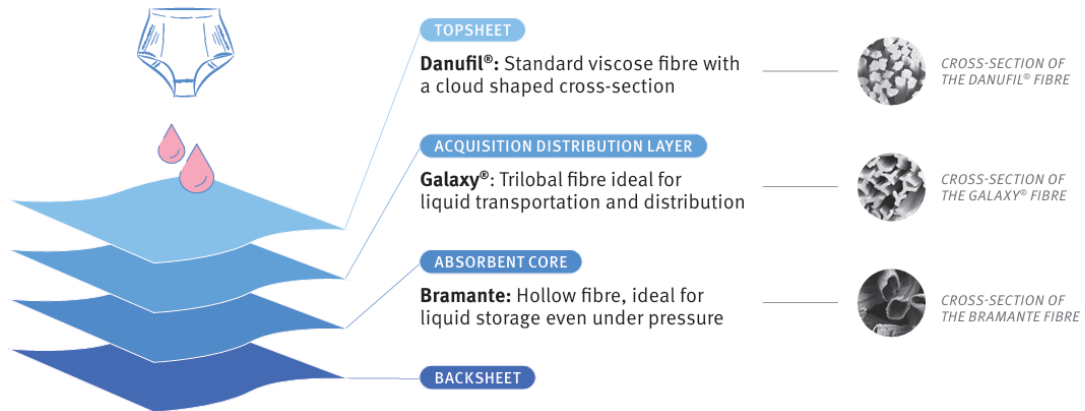 TOPSHEET
Danufil®: Standard viscose fibre with
a cloud shaped cross-section
CROSS-SECTION OF
THE DANUFIL® FIBRE
ACQUISITION DISTRIBUTION LAYER
Galaxy®: Trilobal fibre ideal for
liquid transportation and distribution
CROSS-SECTION OF
THE GALAXY® FIBRE
ABSORBENT CORE
Bramante: Hollow fibre, ideal for
liquid storage even under pressure
CROSS-SECTION OF
THE BRAMANTE FIBRE
BACKSHEET